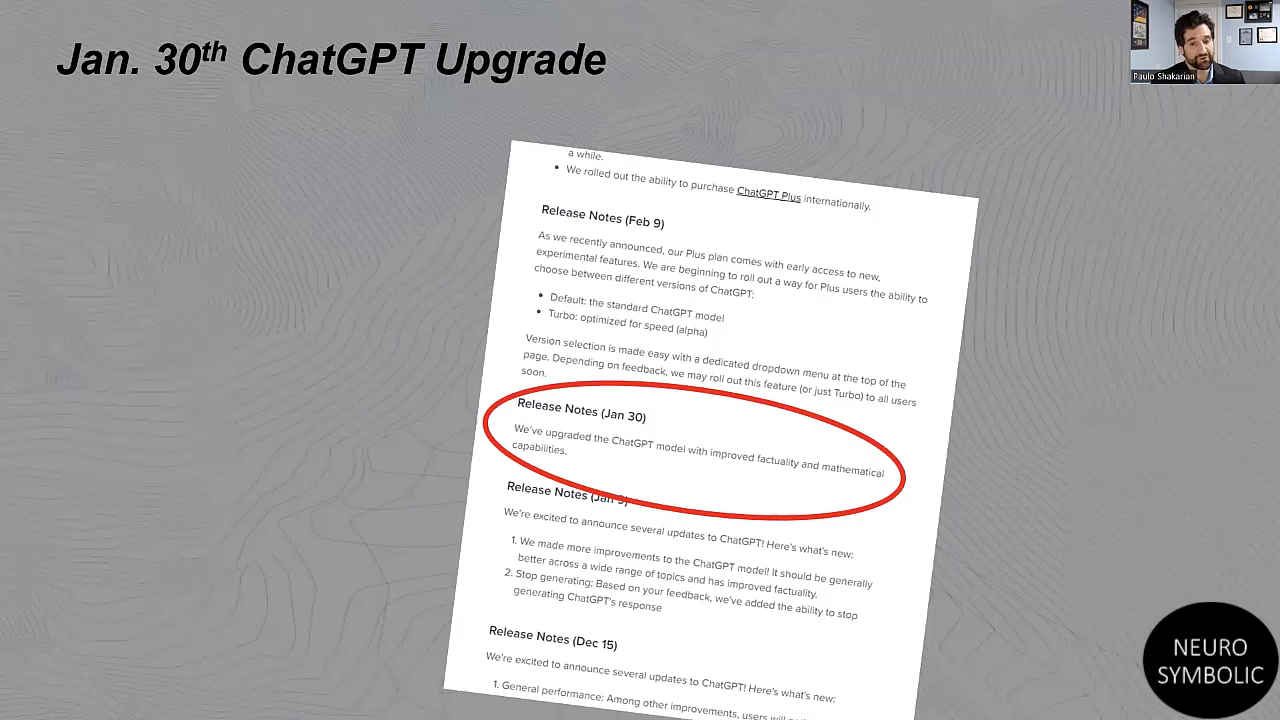 Jan. 30th ChatGPT Upgrade
Paulo Shakarian
a while.
• We rolled out the ability to purchase ChatGPT Plus internationally.
Release Notes (Feb 9)
As we recently announced, our Plus plan comes with early access to new,
experimental features. We are beginning to roll out a way for Plus users the ability to
choose between different versions of ChatGPT:
• Default: the standard ChatGPT model
• Turbo: optimized for speed (alpha)
Version selection is made easy with a dedicated dropdown menu at the top of the
page. Depending on feedback, we may roll out this feature (or just Turbo) to all users
soon.
Release Notes (Jan 30)
We've upgraded the ChatGPT model with improved factuality and mathematical
capabilities.
Release Notes (Jan 9)
We're excited to announce several updates to ChatGPT! Here's what's new:
1. We made more improvements to the ChatGPT model! It should be generally
better across a wide range of topics and has improved factuality.
2. Stop generating: Based on your feedback, we've added the ability to stop
generating ChatGPT's response
Release Notes (Dec 15)
We're excited to announce several updates to ChatGPT! Here's what's new:
1. General performance: Among other improvements, users will
NEURO
SYMBOLIC